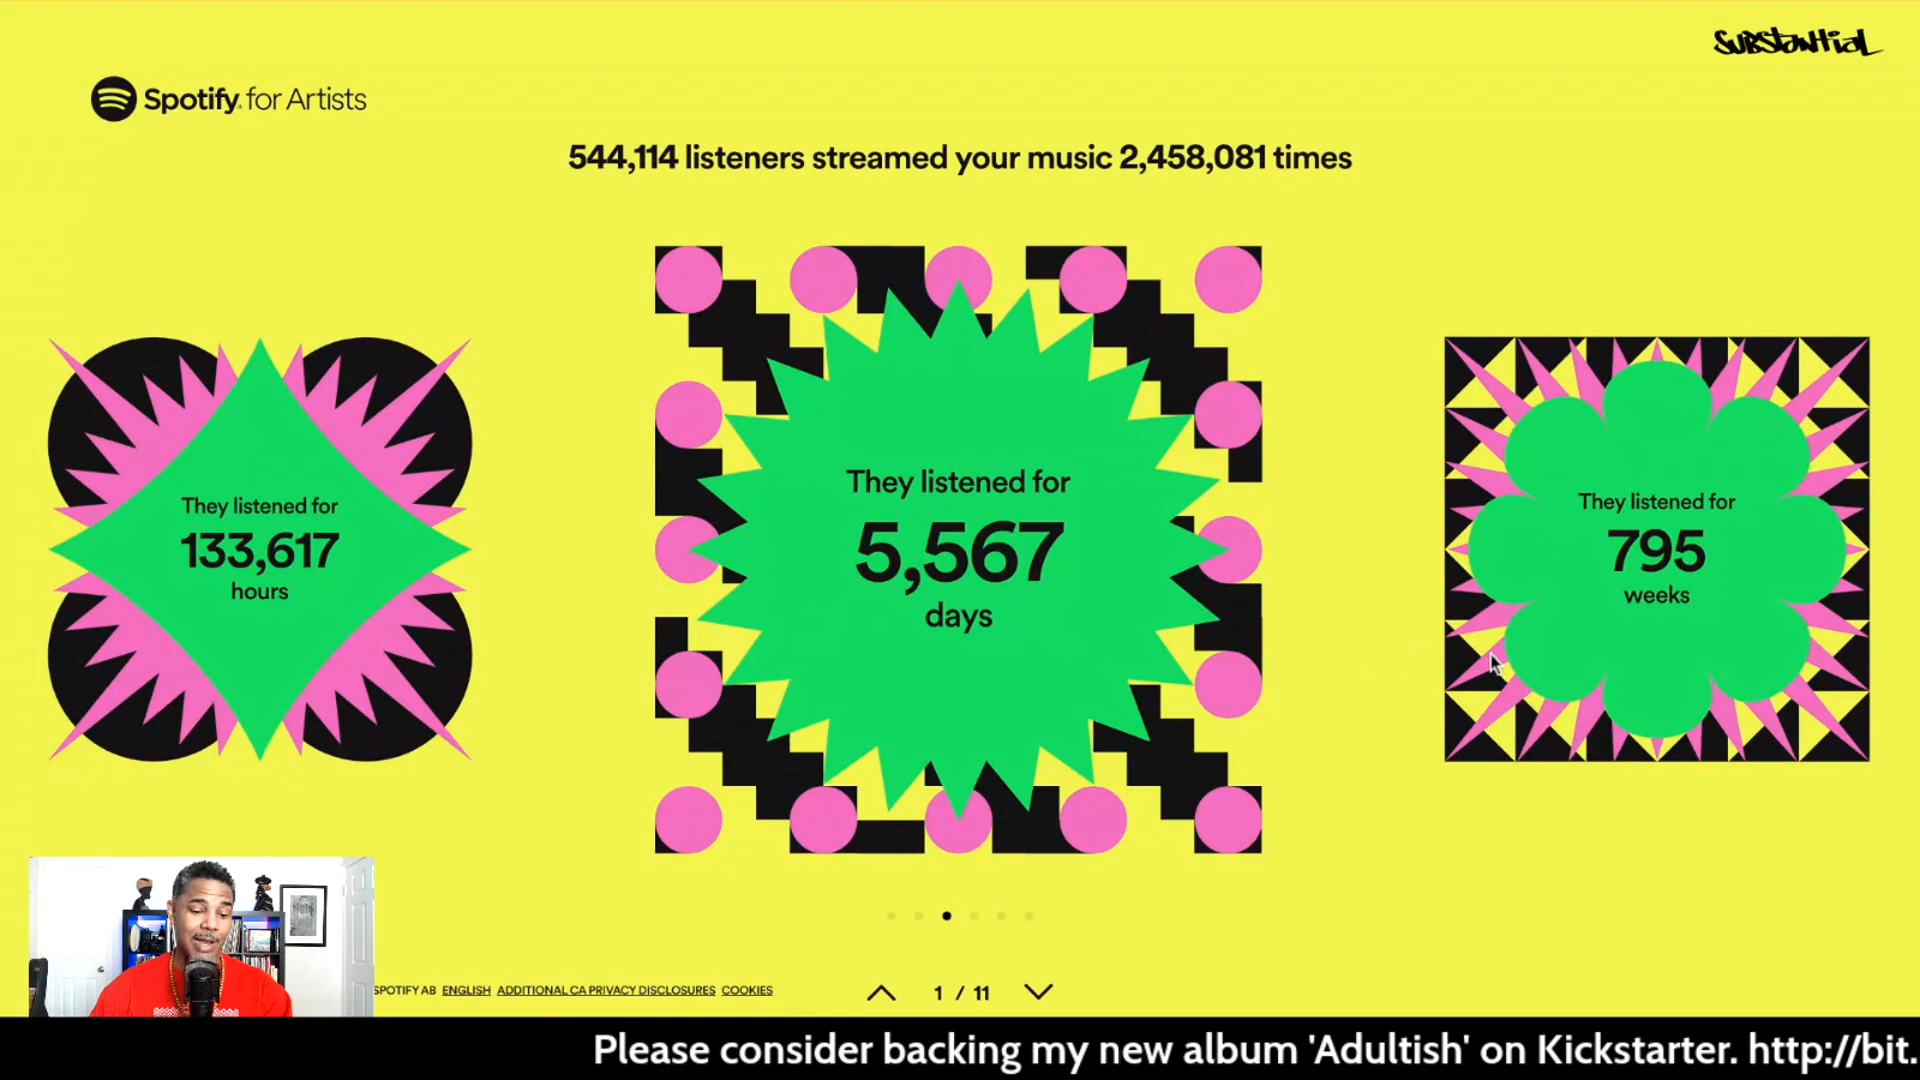 SUBSTANTIAL
Spotify for Artists
544,114 listeners streamed your music 2,458,081 times
They listened for
133,617
hours
They listened for
5,567
days
They listened for
795
weeks
SPOTIFY AB ENGLISH ADDITIONAL CA PRIVACY DISCLOSURES COOKIES
1 / 11
Please consider backing my new album 'Adultish' on Kickstarter. http://bit.